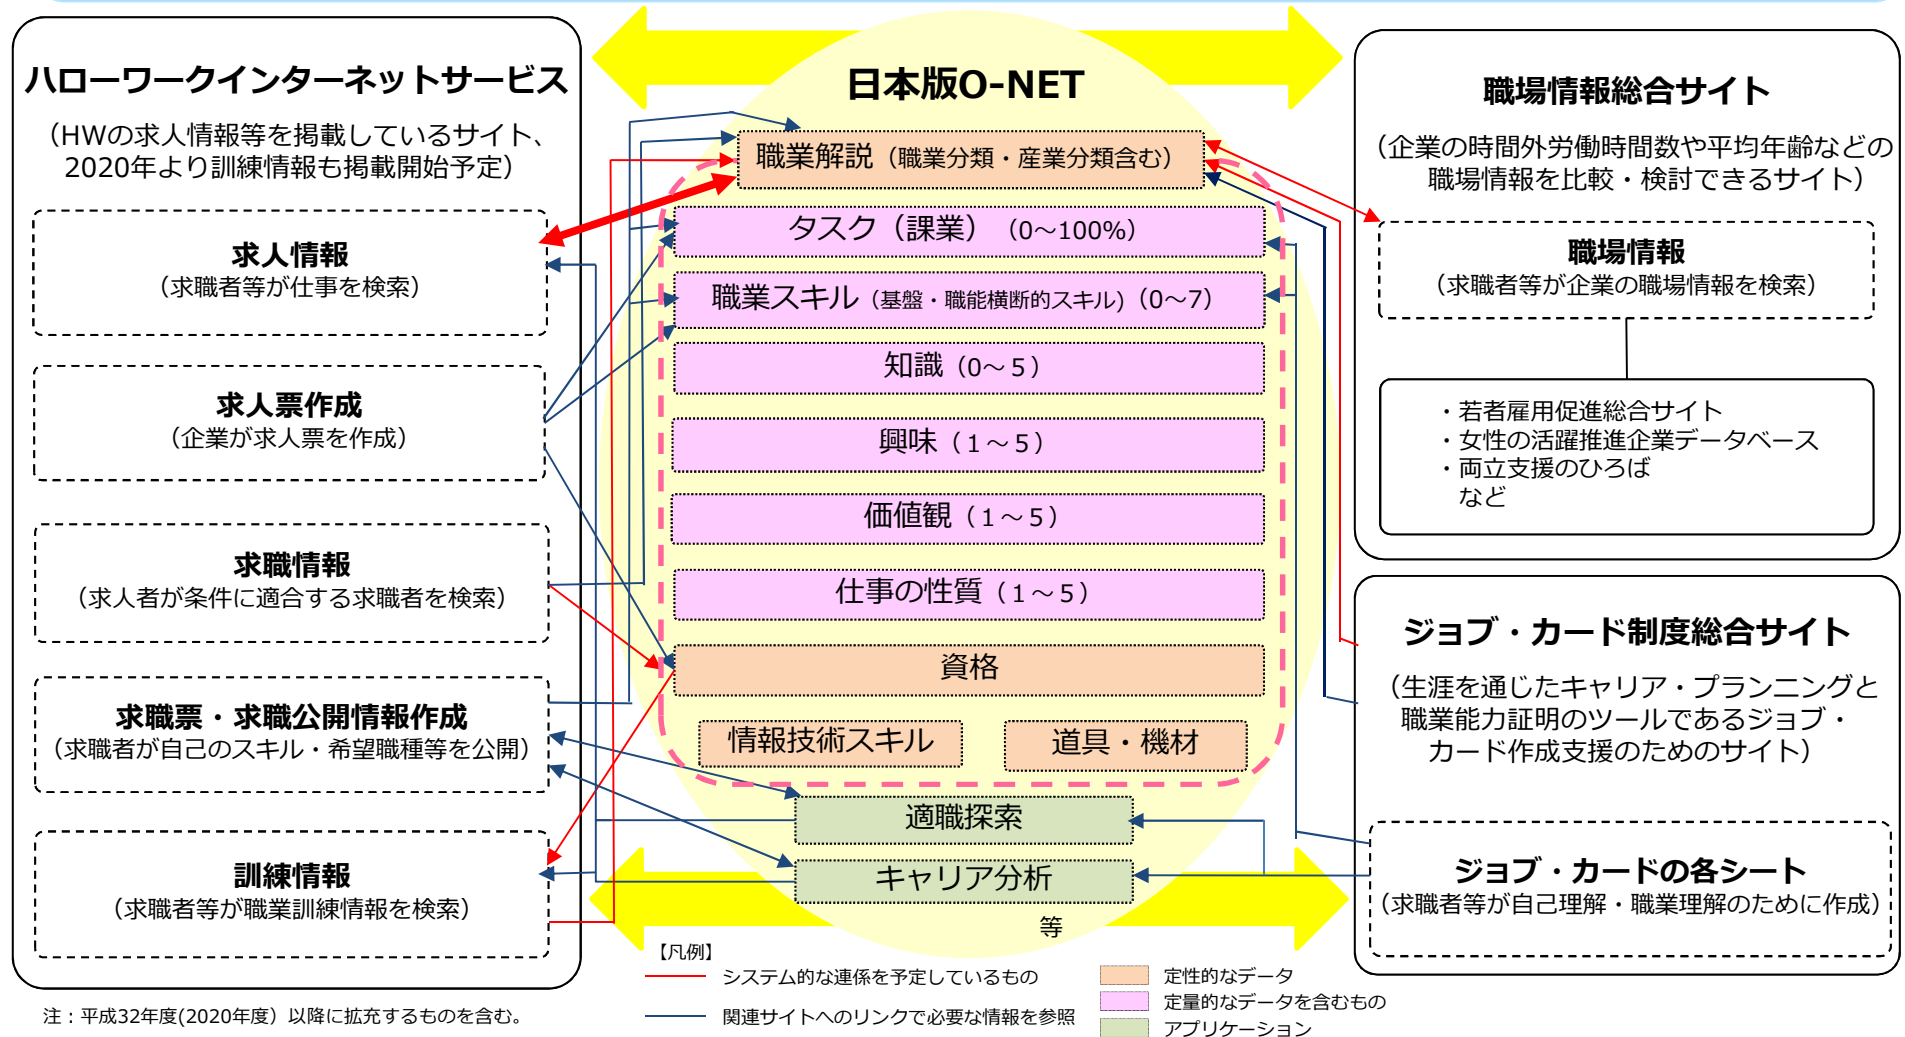 ハローワークインターネットサービス
（HWの求人情報等を掲載しているサイト、
2020年より訓練情報も掲載開始予定）
求人情報
（求職者等が仕事を検索）
求人票作成
（企業が求人票を作成）
求職情報
（求人者が条件に適合する求職者を検索）
求職票・求職公開情報作成
（求職者が自己のスキル・希望職種等を公開）
訓練情報
（求職者等が職業訓練情報を検索）
日本版O-NET
職業解説（職業分類・産業分類含む）
タスク（課業）（0～100%）
職業スキル（基盤・職能横断的スキル)（0～7）
知識（0～５）
興味（１～５）
価値観（１～５）
仕事の性質（１～５）
資格
情報技術スキル
道具・機材
適職探索
キャリア分析
等
職場情報総合サイト
（企業の時間外労働時間数や平均年齢などの
職場情報を比較・検討できるサイト）
職場情報
（求職者等が企業の職場情報を検索）
・若者雇用促進総合サイト
・女性の活躍推進企業データベース
・両立支援のひろば
など
ジョブ・カード制度総合サイト
（生涯を通じたキャリア・プランニングと
職業能力証明のツールであるジョブ・
カード作成支援のためのサイト）
ジョブ・カードの各シート
（求職者等が自己理解・職業理解のために作成）
【凡例】
システム的な連係を予定しているもの
関連サイトへのリンクで必要な情報を参照
定性的なデータ
定量的なデータを含むもの
アプリケーション
注：平成32年度(2020年度）以降に拡充するものを含む。